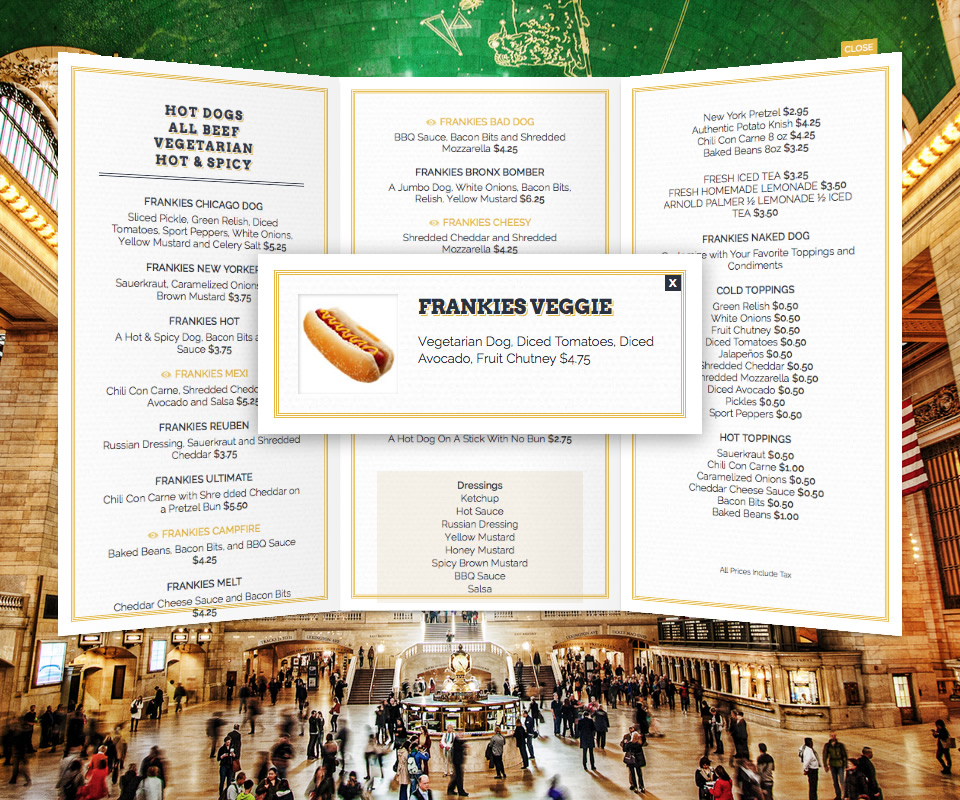 CLOSE
HOT DOGS
ALL BEEF
VEGETARIAN
HOT & SPICY
FRANKIES CHICAGO DOG
Sliced Pickle, Green Relish, Diced
Tomatoes, Sport Peppers, White Onions,
Yellow Mustard and Celery Salt $5.25
FRANKIES NEW YORKER
Sauerkraut, Caramelized Onions
Brown Mustard $3.75
FRANKIES HOT
A Hot & Spicy Dog, Bacon Bits
Sauce $3.75
FRANKIES MEXI
Chili Con Carne, Shredded
Avocado and Salsa $5.25
FRANKIES REUBEN
Russian Dressing, Sauerkraut and Shredded
Cheddar $3.75
FRANKIES ULTIMATE
Chili Con Carne with Shre dded Cheddar on
a Pretzel Bun $5.50
FRANKIES CAMPFIRE
Baked Beans, Bacon Bits, and BBQ Sauce
$4.25
FRANKIES MELT
Cheddar Cheese Sauce and Bacon Bits
$4.25
FRANKIES BAD DOG
BBQ Sauce, Bacon Bits and Shredded
Mozzarella $4.25
FRANKIES BRONX BOMBER
A Jumbo Dog, White Onions, Bacon Bits,
Relish, Yellow Mustard $6.25
FRANKIES CHEESY
Shredded Cheddar and Shredded
Mozzarella $4.25
X
FRANKIES VEGGIE
Vegetarian Dog, Diced Tomatoes, Diced
Avocado, Fruit Chutney $4.75
A Hot Dog On A Stick With No Bun $2.75
Dressings
Ketchup
Hot Sauce
Russian Dressing
Yellow Mustard
Honey Mustard
Spicy Brown Mustard
BBQ Sauce
Salsa
New York Pretzel $2.95
Authentic Potato Knish $4.25
Chili Con Carne 8 oz $4.25
Baked Beans 8oz $3.25
FRESH ICED TEA $3.25
FRESH HOMEMADE LEMONADE $3.50
ARNOLD PALMER ½ LEMONADE ½ ICED
TEA $3.50
FRANKIES NAKED DOG
with Your Favorite Toppings and
Condiments
COLD TOPPINGS
Green Relish $0.50
White Onions $0.50
Fruit Chutney $0.50
Diced Tomatoes $0.50
Jalapeños $0.50
Shredded Cheddar $0.50
Shredded Mozzarella $0.50
Diced Avocado $0.50
Pickles $0.50
Sport Peppers $0.50
HOT TOPPINGS
Sauerkraut $0.50
Chili Con Carne $1.00
Caramelized Onions $0.50
Cheddar Cheese Sauce $0.50
Bacon Bits $0.50
Baked Beans $1.00
All Prices Include Tax